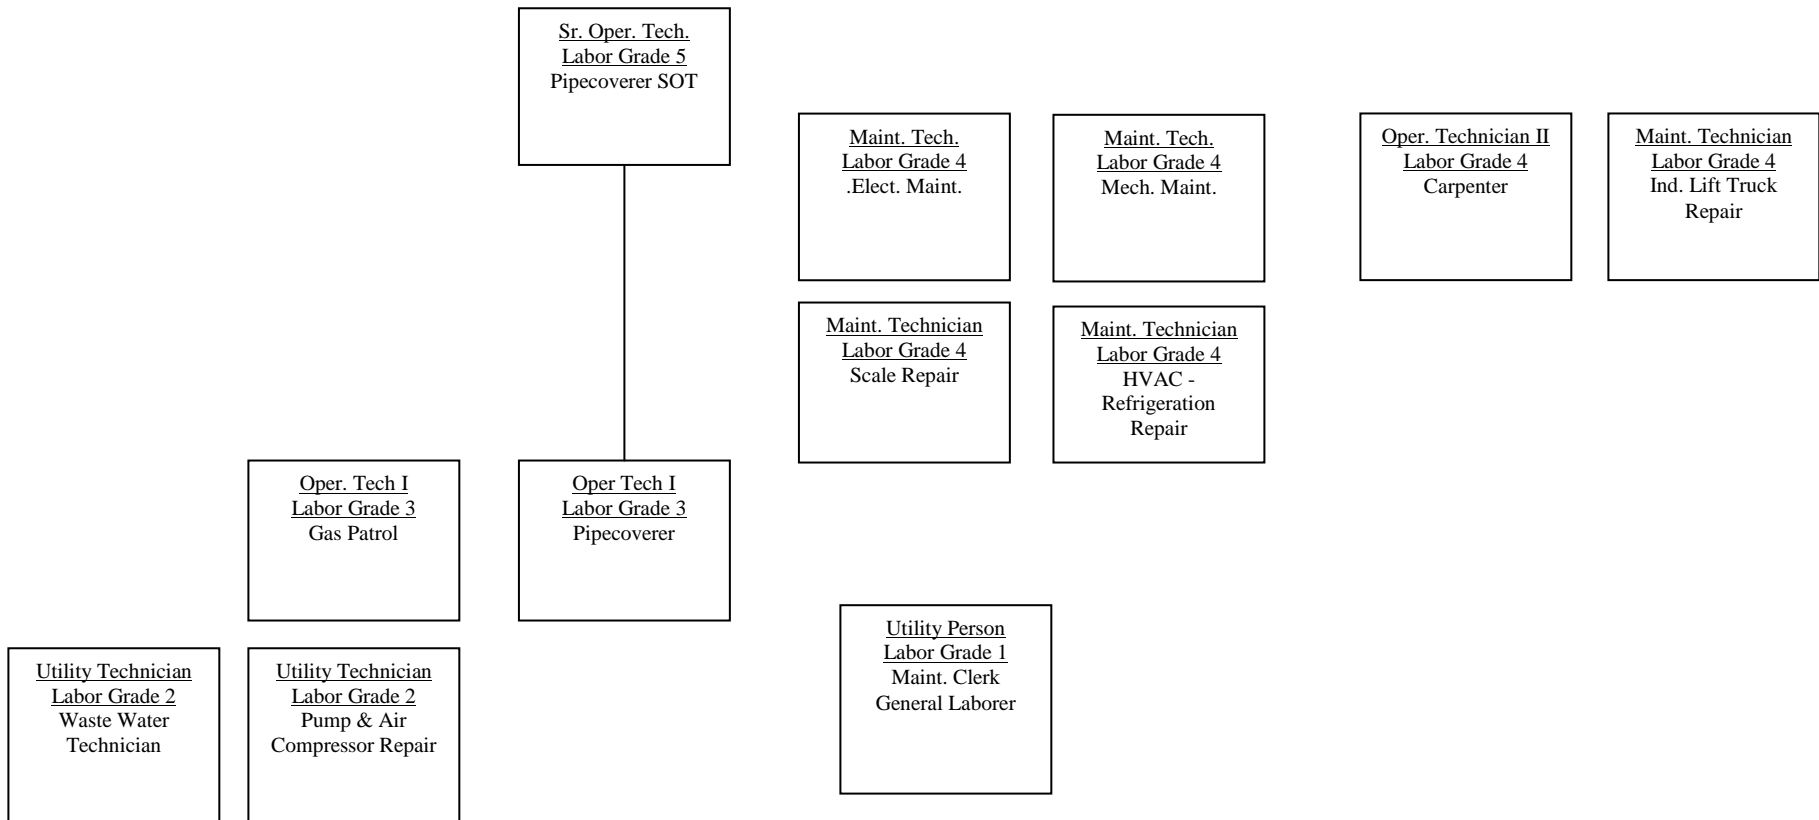 Sr. Oper. Tech.
Labor Grade 5
Pipecoverer SOT
Maint. Tech.
Labor Grade 4
.Elect. Maint.
Maint. Tech.
Labor Grade 4
Mech. Maint.
Oper. Technician II
Labor Grade 4
Carpenter
Maint. Technician
Labor Grade 4
Ind. Lift Truck
Repair
Maint. Technician
Labor Grade 4
Scale Repair
Maint. Technician
Labor Grade 4
HVAC -
Refrigeration
Repair
Oper. Tech I
Labor Grade 3
Gas Patrol
Oper Tech I
Labor Grade 3
Pipecoverer
Utility Person
Labor Grade 1
Maint. Clerk
General Laborer
Utility Technician
Labor Grade 2
Waste Water
Technician
Utility Technician
Labor Grade 2
Pump & Air
Compressor Repair